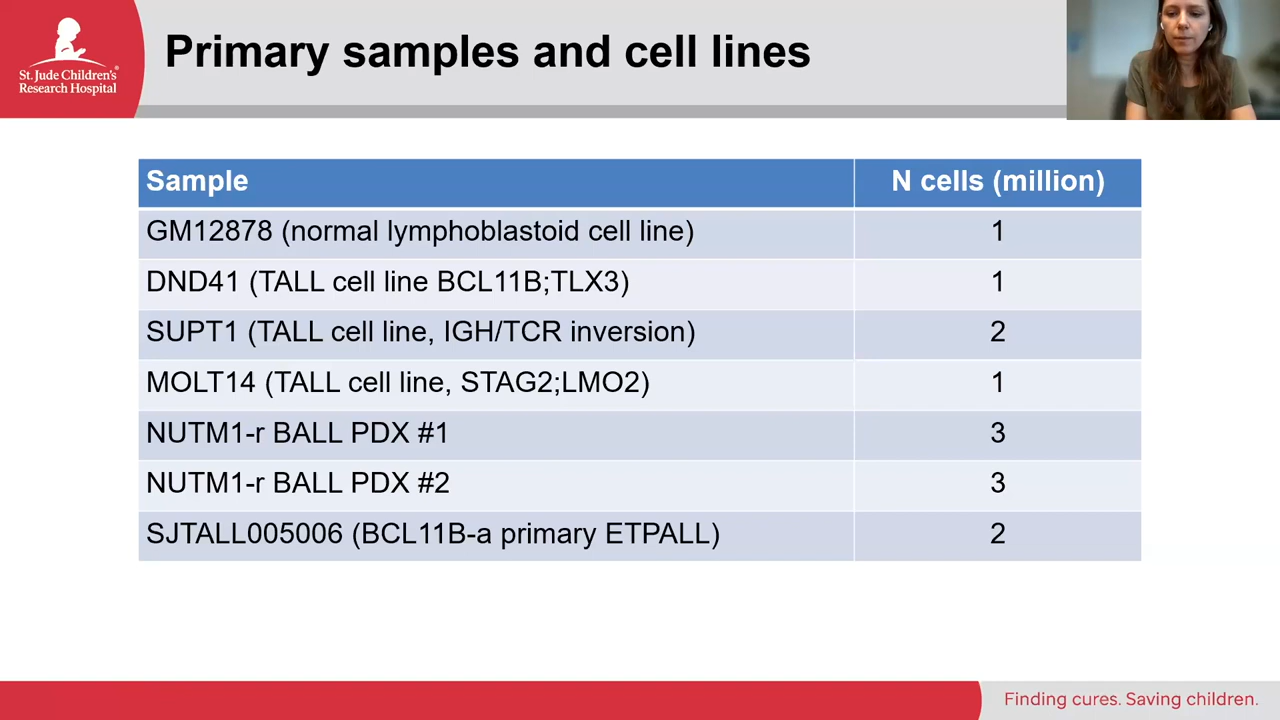 St. Jude Children's®
Research Hospital
Primary samples and cell lines
Sample N cells (million)
GM12878 (normal lymphoblastoid cell line) 1
DND41 (TALL cell line BCL11B;TLX3) 1
SUPT1 (TALL cell line, IGH/TCR inversion) 2
MOLT14 (TALL cell line, STAG2;LMO2) 1
NUTM1-r BALL PDX #1 3
NUTM1-r BALL PDX #2 3
SJTALL005006 (BCL11B-a primary ETPALL) 2
Finding cures. Saving children.